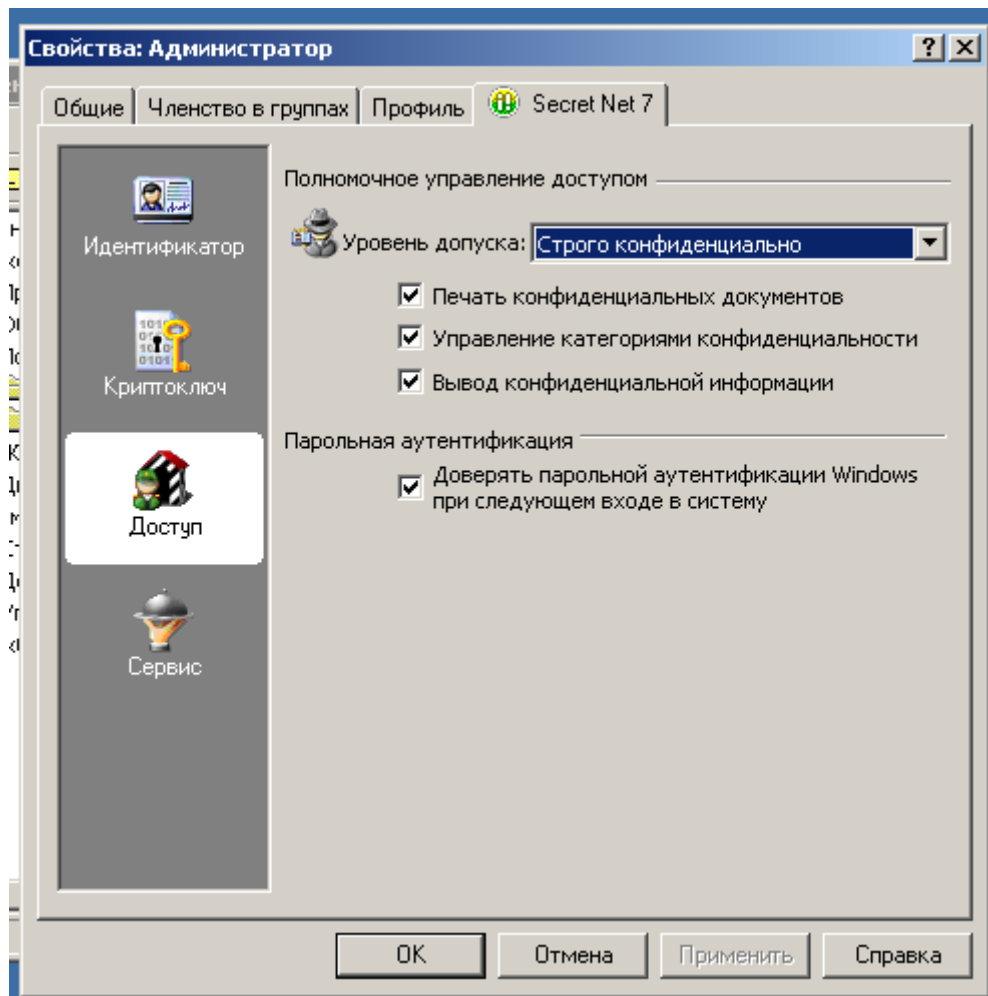 Свойства: Администратор
Общие
Членство в группах
Профиль
Secret Net 7
Идентификатор
Криптоключ
Доступ
Сервис
Полномочное управление доступом
Уровень допуска: Строго конфиденциально
Печать конфиденциальных документов
Управление категориями конфиденциальности
Вывод конфиденциальной информации
Парольная аутентификация
Доверять парольной аутентификации Windows
при следующем входе в систему
ОК
Отмена
Применить
Справка